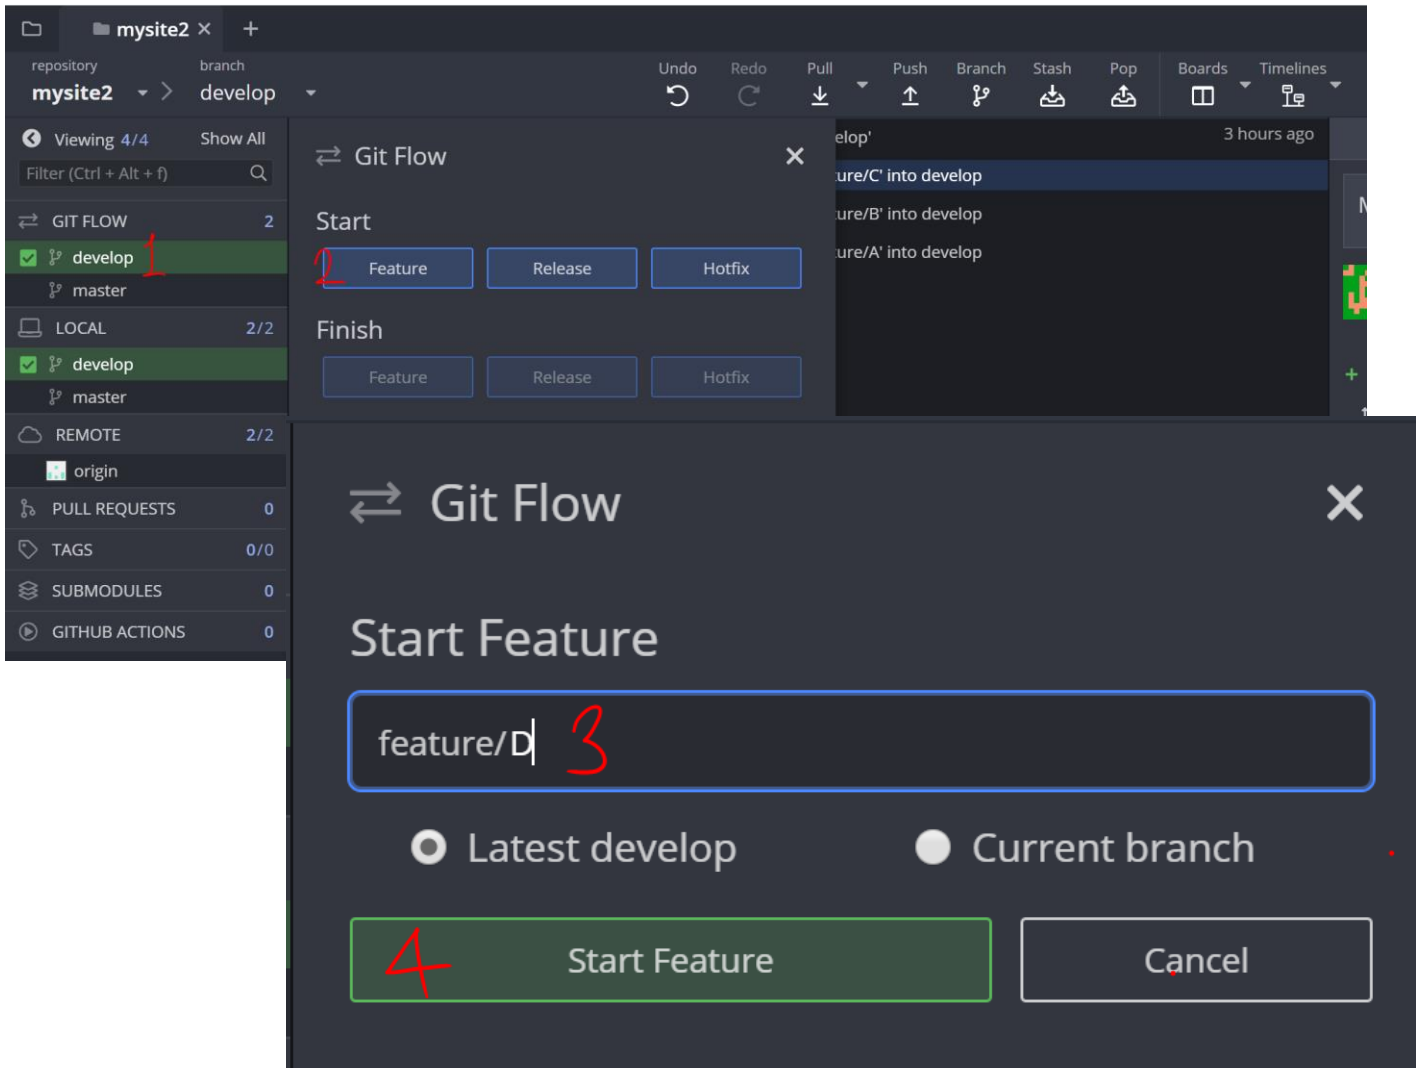 mysite2
repository
mysite2
branch
develop
Undo
Redo
Pull
Push
Branch
Stash
Pop
Boards
Timelines
Viewing 4/4
Show All
Filter (Ctrl + Alt + f)
GIT FLOW 2
develop 1
master
LOCAL 2/2
develop
master
REMOTE 2/2
origin
PULL REQUESTS 0
TAGS 0/0
SUBMODULES 0
GITHUB ACTIONS 0
Git Flow
Start
2 Feature
Release
Hotfix
Finish
Feature
Release
Hotfix
elop'
3 hours ago
ure/C' into develop
ure/B' into develop
ure/A' into develop
Git Flow
Start Feature
feature/D 3
Latest develop
Current branch
4 Start Feature
Cancel